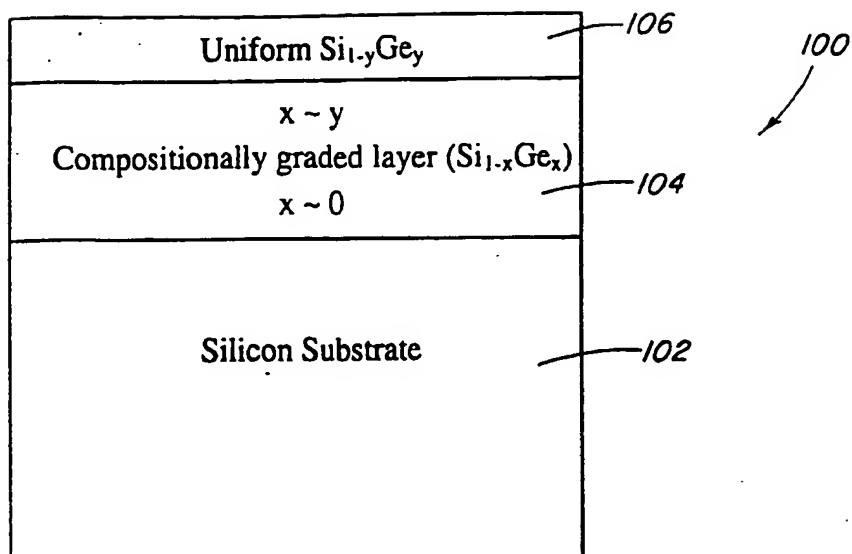 106
Uniform Si₁₋yGey
100
x ~ y
Compositionally graded layer (Si₁₋ₓGeₓ)
104
x ~ 0
Silicon Substrate
102